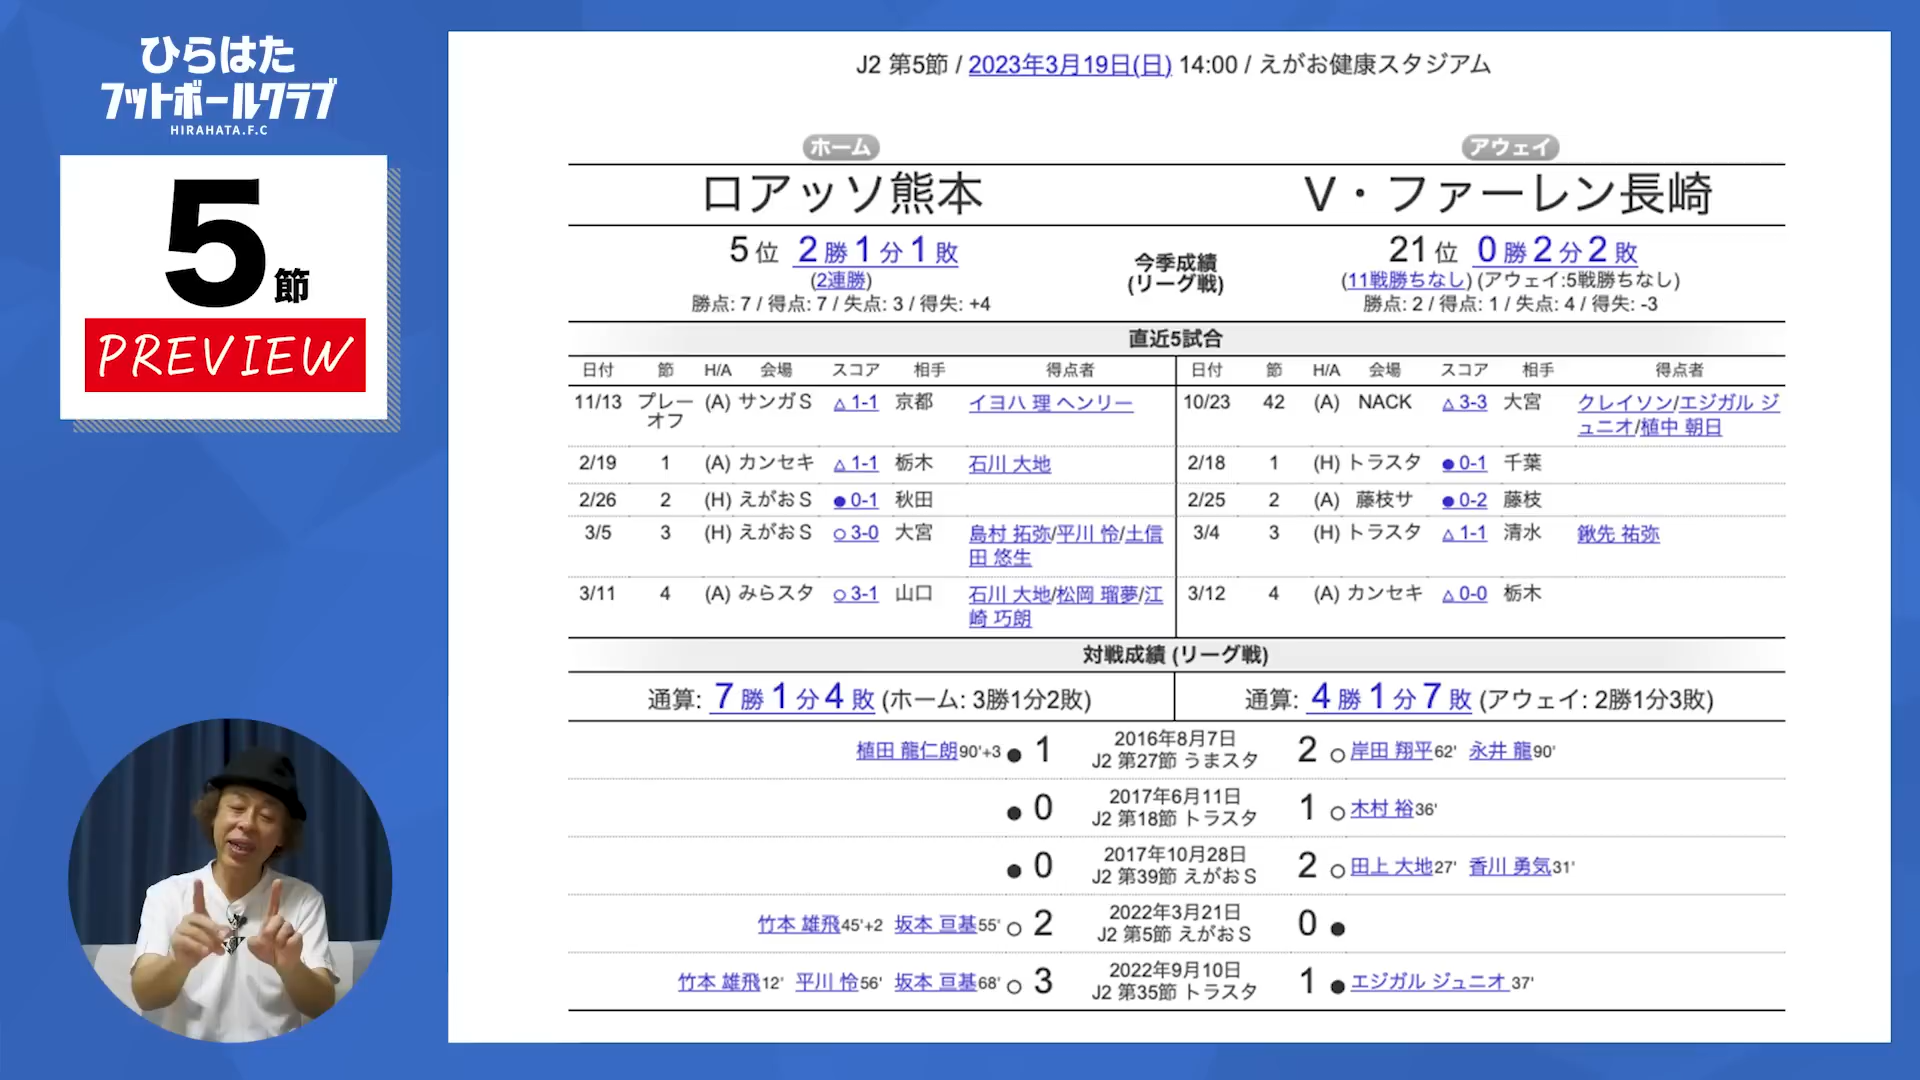 ひらはた
フットボールクラブ
HIRAHATA.F.C
5節
PREVIEW
J2 第5節 / 2023年3月19日(日) 14:00 / えがお健康スタジアム
ホーム アウェイ
ロアッソ熊本 V・ファーレン長崎
5位 2勝1分1敗 今季成績 21位 0勝2分2敗
(2連勝) (リーグ戦) (11戦勝ちなし) (アウェイ:5戦勝ちなし)
勝点: 7 / 得点: 7 / 失点: 3 / 得失: +4 勝点: 2 / 得点: 1 / 失点: 4 / 得失: -3
直近5試合
日付 節 H/A 会場 スコア 相手 得点者 日付 節 H/A 会場 スコア 相手 得点者
11/13 プレーオフ (A) サンガS △1-1 京都 イヨハ 理 ヘンリー 10/23 42 (A) NACK △3-3 大宮 クレイソン/エジガル ジュニオ/植中 朝日
2/19 1 (A) カンセキ △1-1 栃木 石川 大地 2/18 1 (H) トラスタ ●0-1 千葉
2/26 2 (H) えがおS ●0-1 秋田 2/25 2 (A) 藤枝サ ●0-2 藤枝
3/5 3 (H) えがおS ○3-0 大宮 島村 拓弥/平川 怜/土信田 悠生 3/4 3 (H) トラスタ △1-1 清水 鍬先 祐弥
3/11 4 (A) みらスタ ○3-1 山口 石川 大地/松岡 瑠夢/江崎 巧朗 3/12 4 (A) カンセキ △0-0 栃木
対戦成績 (リーグ戦)
通算: 7勝1分4敗 (ホーム: 3勝1分2敗) 通算: 4勝1分7敗 (アウェイ: 2勝1分3敗)
植田 龍仁朗90'+3 ● 1 2016年8月7日 2 ○ 岸田 翔平62' 永井 龍90'
J2 第27節 うまスタ
● 0 2017年6月11日 1 ○ 木村 裕36'
J2 第18節 トラスタ
● 0 2017年10月28日 2 ○ 田上 大地27' 香川 勇気31'
J2 第39節 えがおS
竹本 雄飛45'+2 坂本 亘基55' ○ 2 2022年3月21日 0 ●
J2 第5節 えがおS
竹本 雄飛12' 平川 怜56' 坂本 亘基68' ○ 3 2022年9月10日 1 ● エジガル ジュニオ37'
J2 第35節 トラスタ